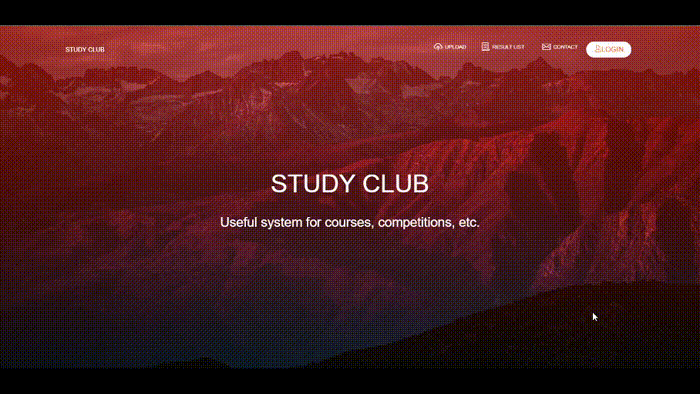 STUDY CLUB
UPLOAD
RESULT LIST
CONTACT
LOGIN
STUDY CLUB
Useful system for courses, competitions, etc.